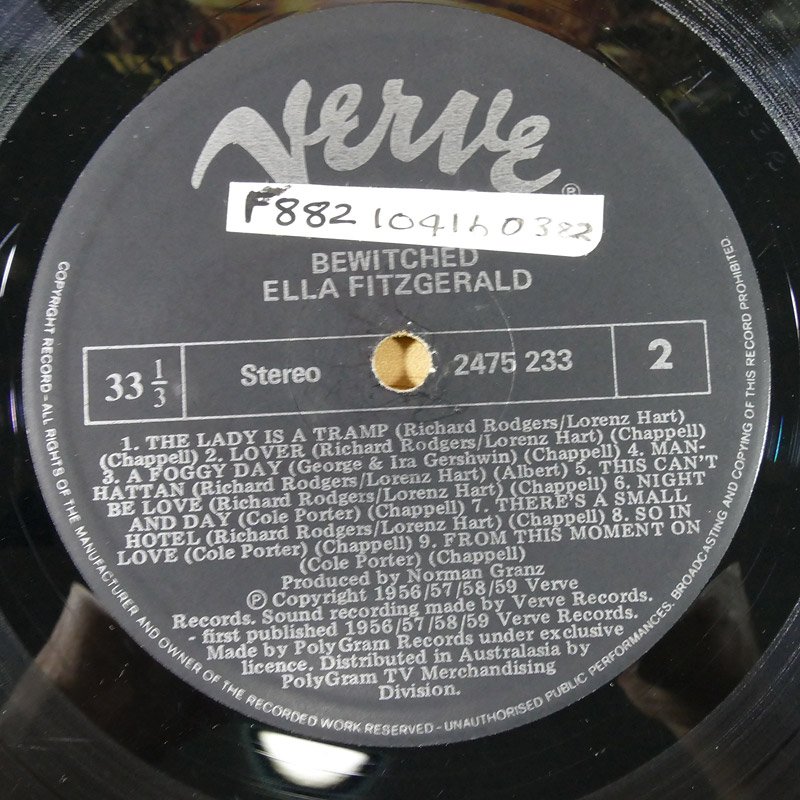 Verve
®
F882 1041h 0382
BEWITCHED
ELLA FITZGERALD
33 1/3
Stereo
2475 233
2
1. THE LADY IS A TRAMP (Richard Rodgers/Lorenz Hart)
(Chappell) 2. LOVER (Richard Rodgers/Lorenz Hart) (Chappell)
3. A FOGGY DAY (George & Ira Gershwin) (Chappell) 4. MAN-
HATTAN (Richard Rodgers/Lorenz Hart) (Albert) 5. THIS CAN'T
BE LOVE (Richard Rodgers/Lorenz Hart) (Chappell) 6. NIGHT
AND DAY (Cole Porter) (Chappell) 7. THERE'S A SMALL
HOTEL (Richard Rodgers/Lorenz Hart) (Chappell) 8. SO IN
LOVE (Cole Porter) (Chappell) 9. FROM THIS MOMENT ON
(Cole Porter) (Chappell)
Produced by Norman Granz
Ⓟ Copyright 1956/57/58/59 Verve
Records. Sound recording made by Verve Records.
- first published 1956/57/58/59 Verve Records.
Made by PolyGram Records under exclusive
licence. Distributed in Australasia by
PolyGram TV Merchandising
Division.
COPYRIGHT RECORD - ALL RIGHTS OF THE MANUFACTURER AND OWNER OF THE RECORDED WORK RESERVED - UNAUTHORISED PUBLIC PERFORMANCES. BROADCASTING AND COPYING OF THIS RECORD PROHIBITED.